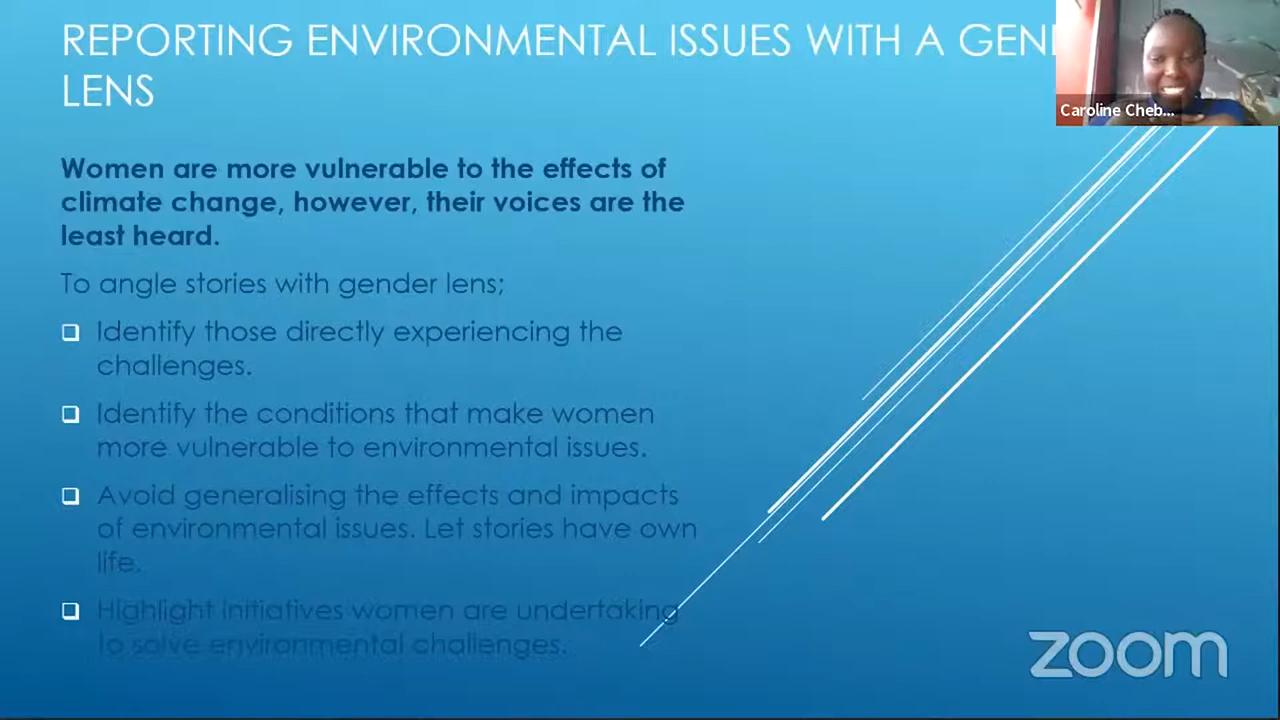 REPORTING ENVIRONMENTAL ISSUES WITH A
LENS
Caroline Cheb...
Women are more vulnerable to the effects of
climate change, however, their voices are the
least heard.
To angle stories with gender lens;
Identify those directly experiencing the
challenges.
Identify the conditions that make women
more vulnerable to environmental issues.
Avoid generalising the effects and impacts
of environmental issues. Let stories have own
life.
Highlight initiatives women are undertaking
to solve environmental challenges.
zoom